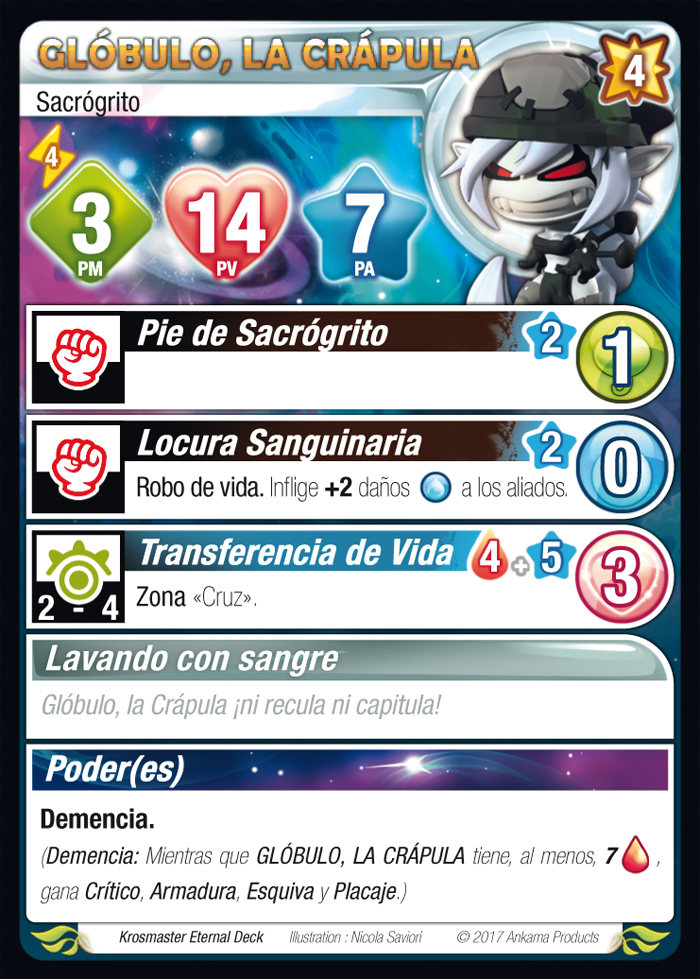 GLÓBULO, LA CRÁPULA
4
Sacrógrito
4
3
PM
14
PV
7
PA
Pie de Sacrógrito 2 1
Locura Sanguinaria 2 0
Robo de vida. Inflige +2 daños a los aliados.
Transferencia de Vida 4 + 5 3
2 - 4
Zona «Cruz».
Lavando con sangre
Glóbulo, la Crápula ¡ni recula ni capitula!
Poder(es)
Demencia.
(Demencia: Mientras que GLÓBULO, LA CRÁPULA tiene, al menos, 7 ,
gana Crítico, Armadura, Esquiva y Placaje.)
Krosmaster Eternal Deck Illustration : Nicola Saviori © 2017 Ankama Products